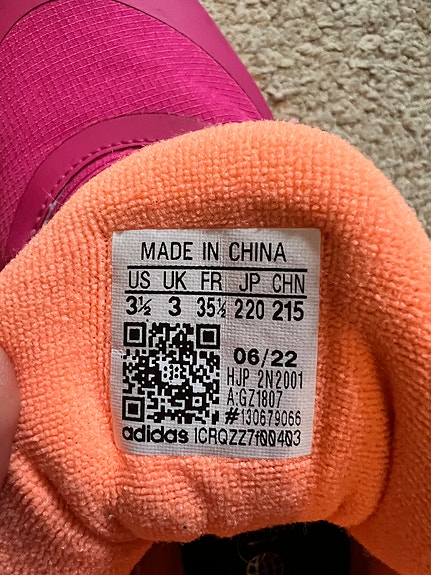 MADE IN CHINA
US UK FR JP CHN
3½ 3 35½ 220 215
06/22
HJP 2N2001
A:GZ1807
#130679066
adidas ICRQZZ7f00403